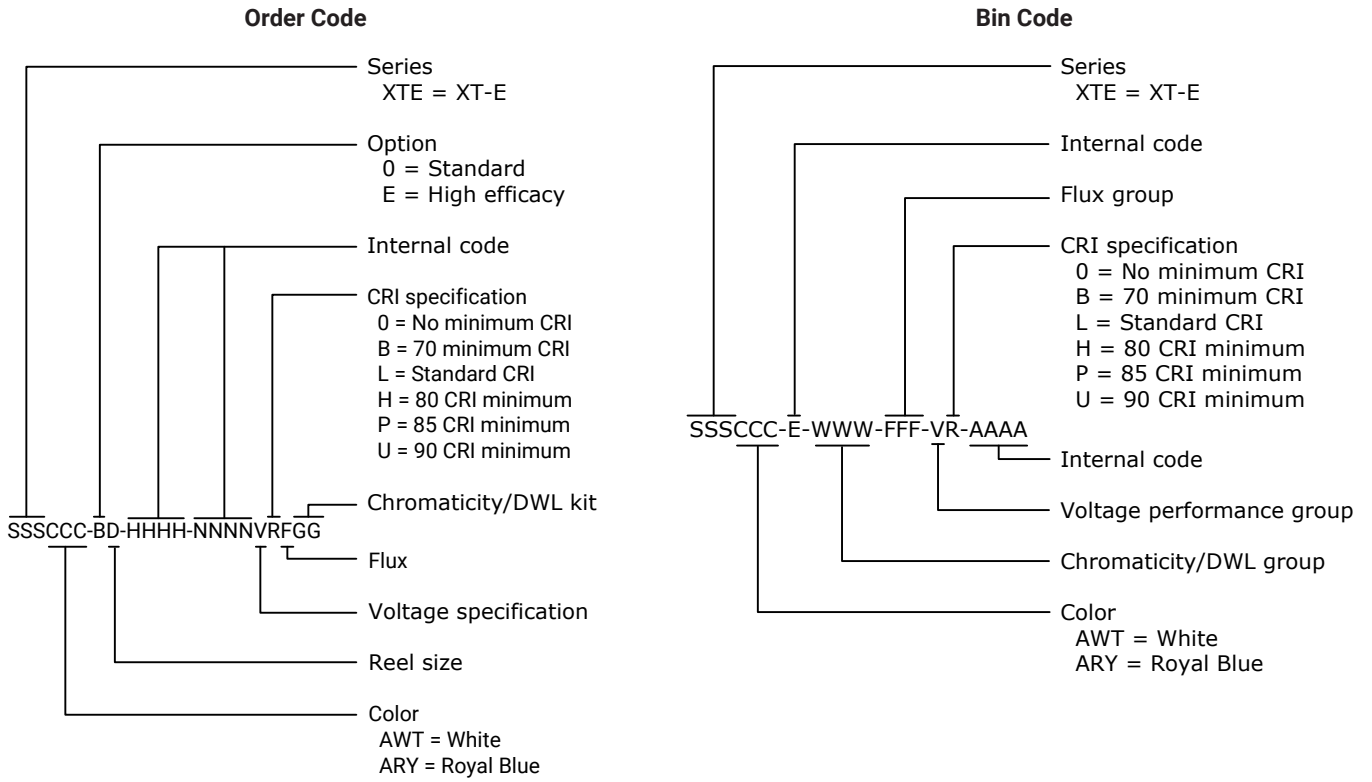 Order Code
Series
XTE = XT-E
Option
0 = Standard
E = High efficacy
Internal code
CRI specification
0 = No minimum CRI
B = 70 minimum CRI
L = Standard CRI
H = 80 CRI minimum
P = 85 CRI minimum
U = 90 CRI minimum
Chromaticity/DWL kit
SSSCCC-BD-HHHH-NNNNVRFGG
Flux
Voltage specification
Reel size
Color
AWT = White
ARY = Royal Blue
Bin Code
Series
XTE = XT-E
Internal code
Flux group
CRI specification
0 = No minimum CRI
B = 70 minimum CRI
L = Standard CRI
H = 80 CRI minimum
P = 85 CRI minimum
U = 90 CRI minimum
SSSCCC-E-WWW-FFF-VR-AAAA
Internal code
Voltage performance group
Chromaticity/DWL group
Color
AWT = White
ARY = Royal Blue